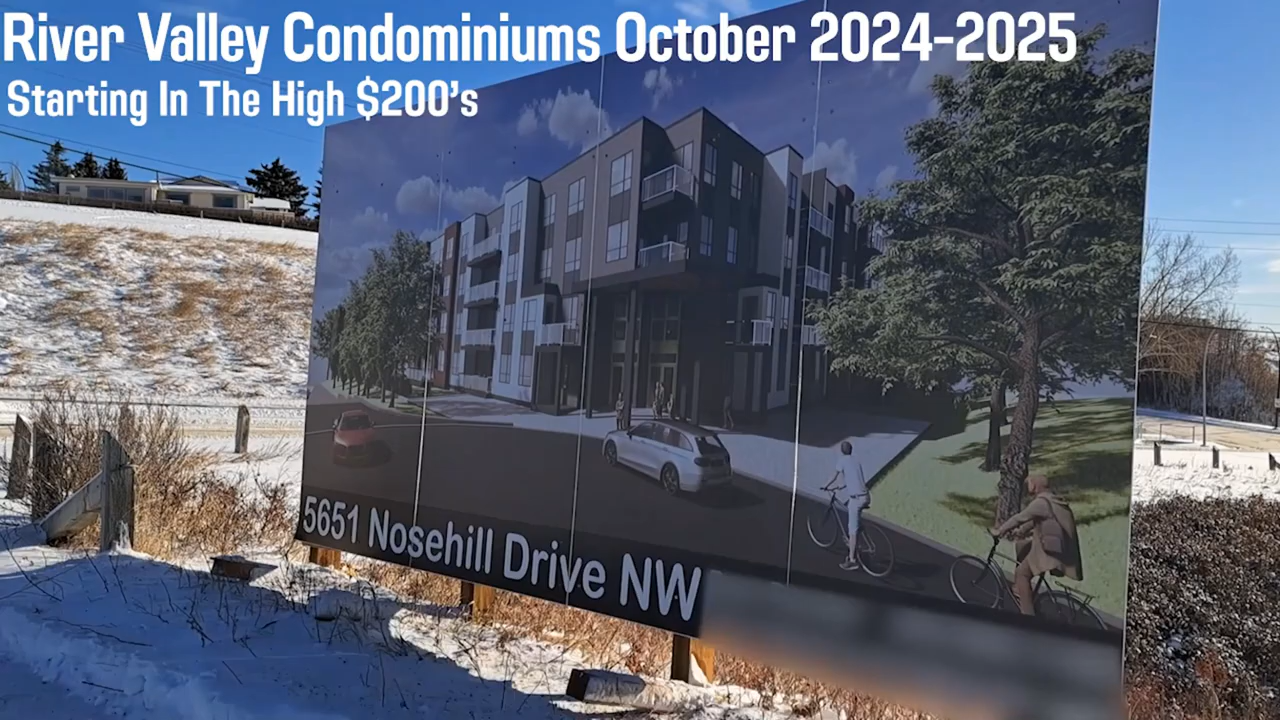 River Valley Condominiums October 2024-2025
Starting In The High $200's
5651 Nosehill Drive NW